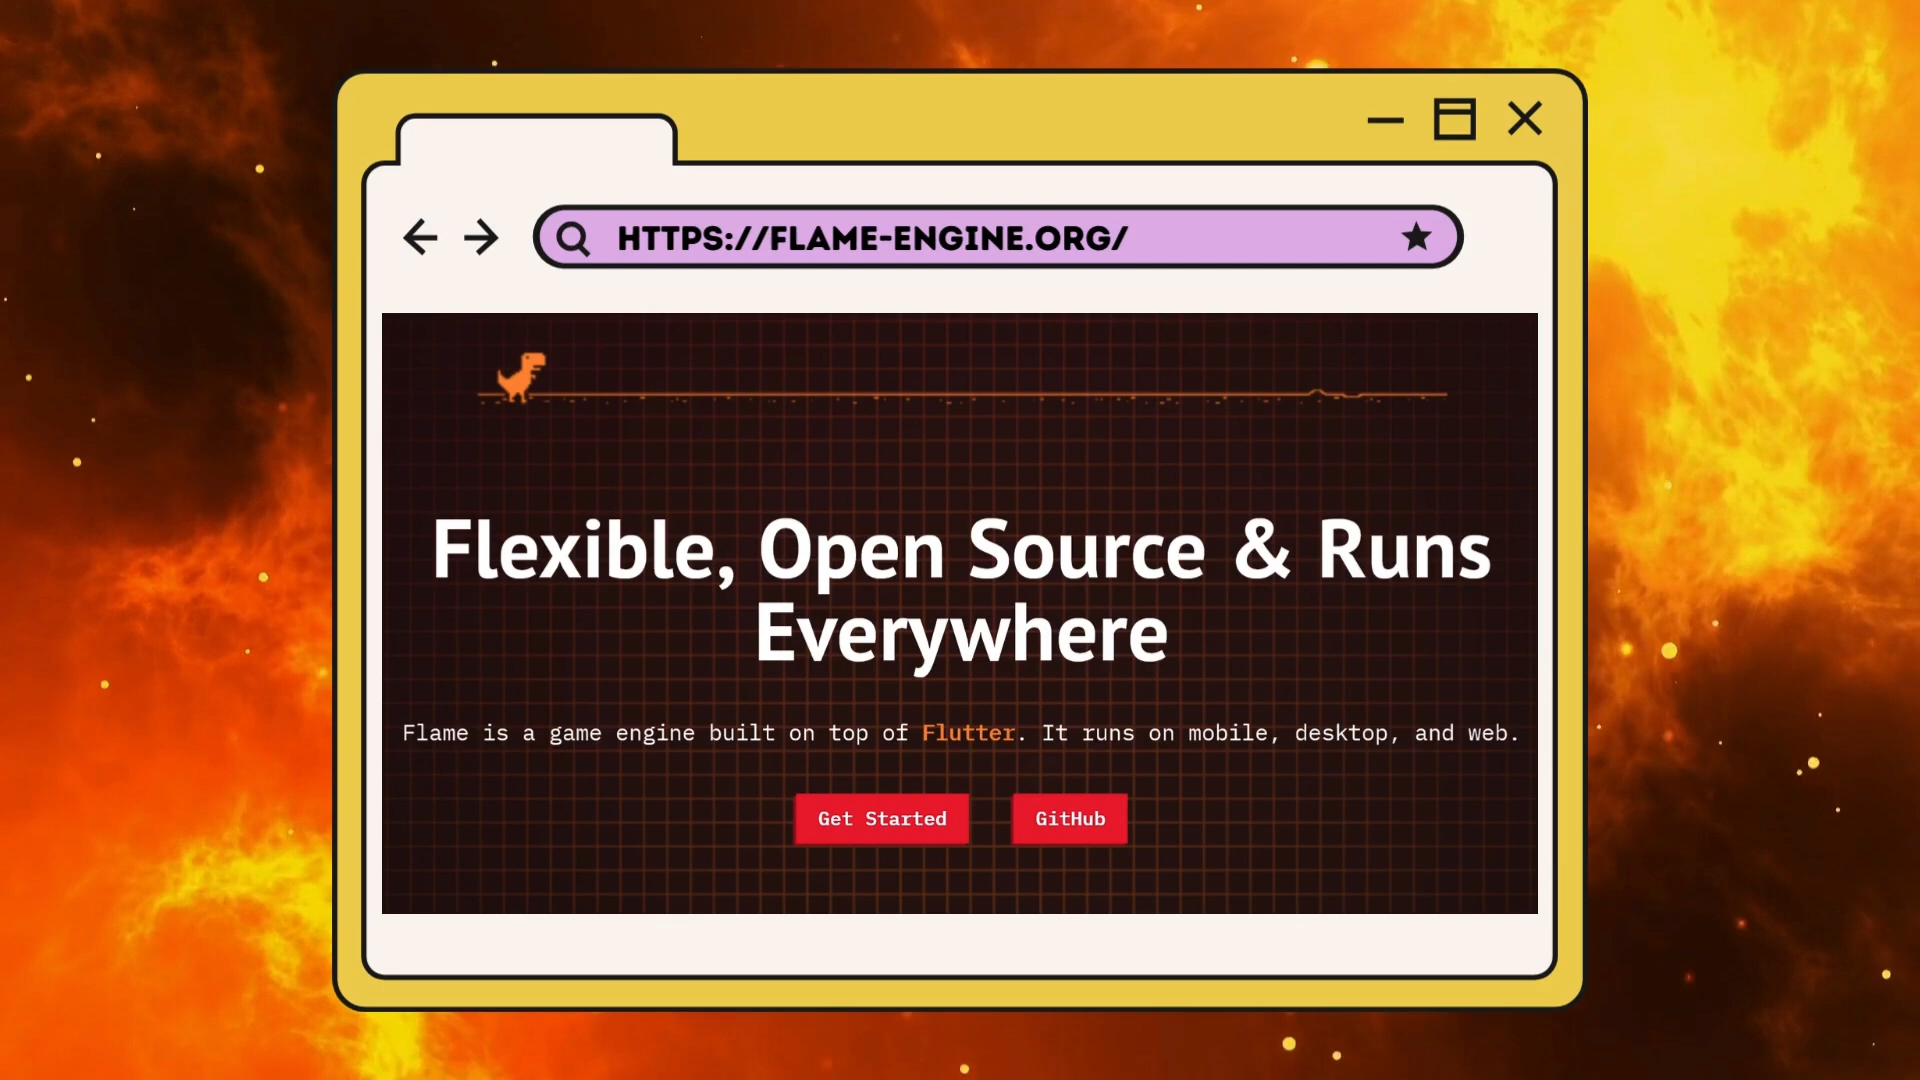 HTTPS://FLAME-ENGINE.ORG/
Flexible, Open Source & Runs
Everywhere
Flame is a game engine built on top of Flutter. It runs on mobile, desktop, and web.
Get Started
GitHub